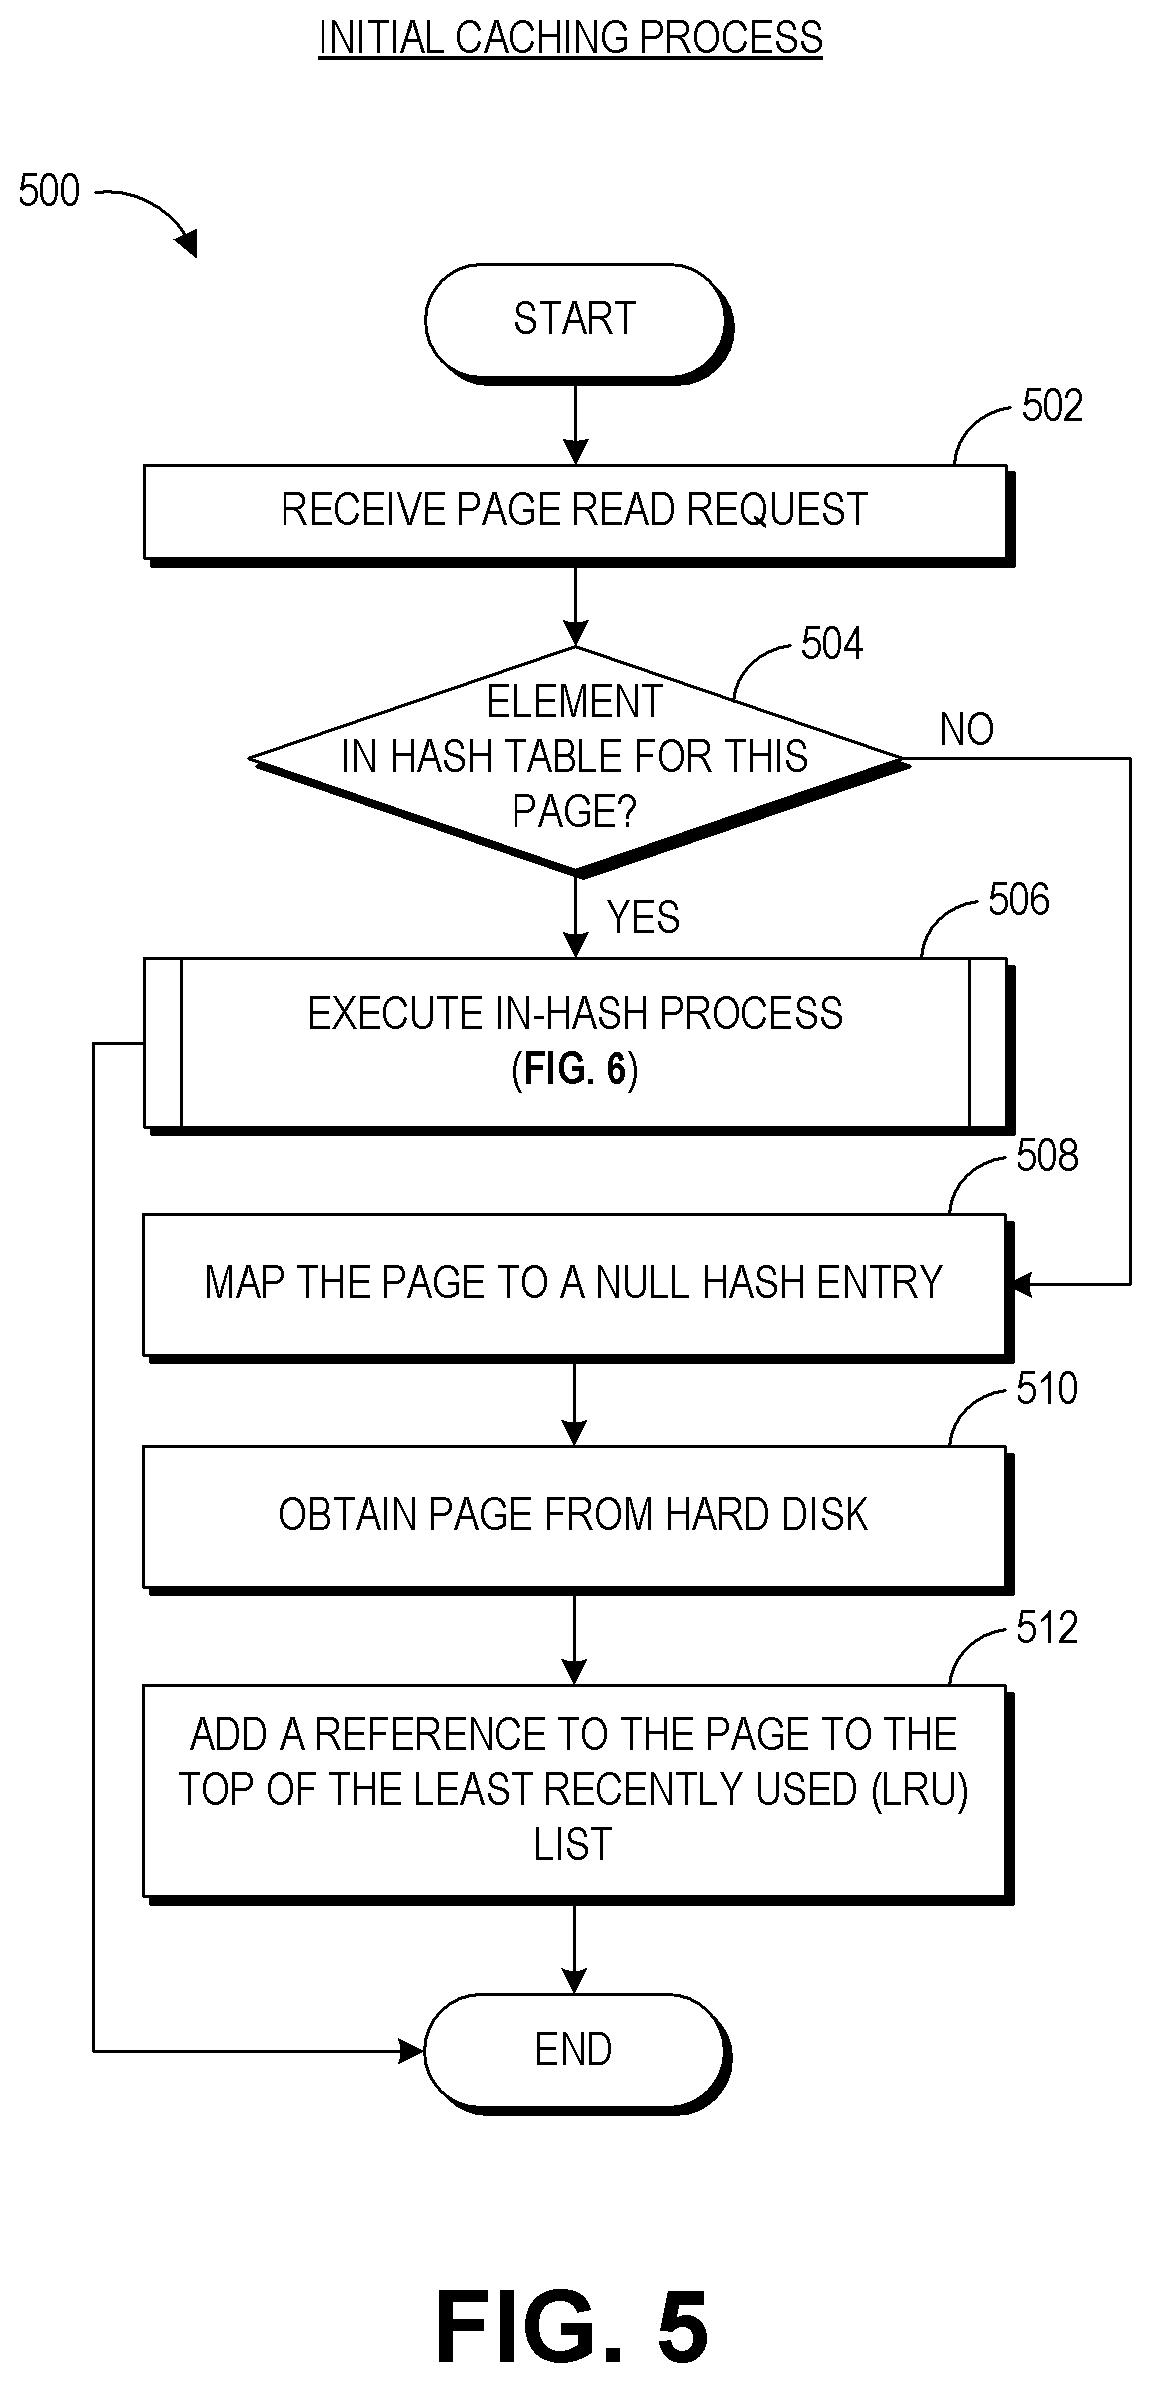 INITIAL CACHING PROCESS
500
START
502
RECEIVE PAGE READ REQUEST
504
ELEMENT
IN HASH TABLE FOR THIS
PAGE?
NO
YES
506
EXECUTE IN-HASH PROCESS
(FIG. 6)
508
MAP THE PAGE TO A NULL HASH ENTRY
510
OBTAIN PAGE FROM HARD DISK
512
ADD A REFERENCE TO THE PAGE TO THE
TOP OF THE LEAST RECENTLY USED (LRU)
LIST
END
FIG. 5